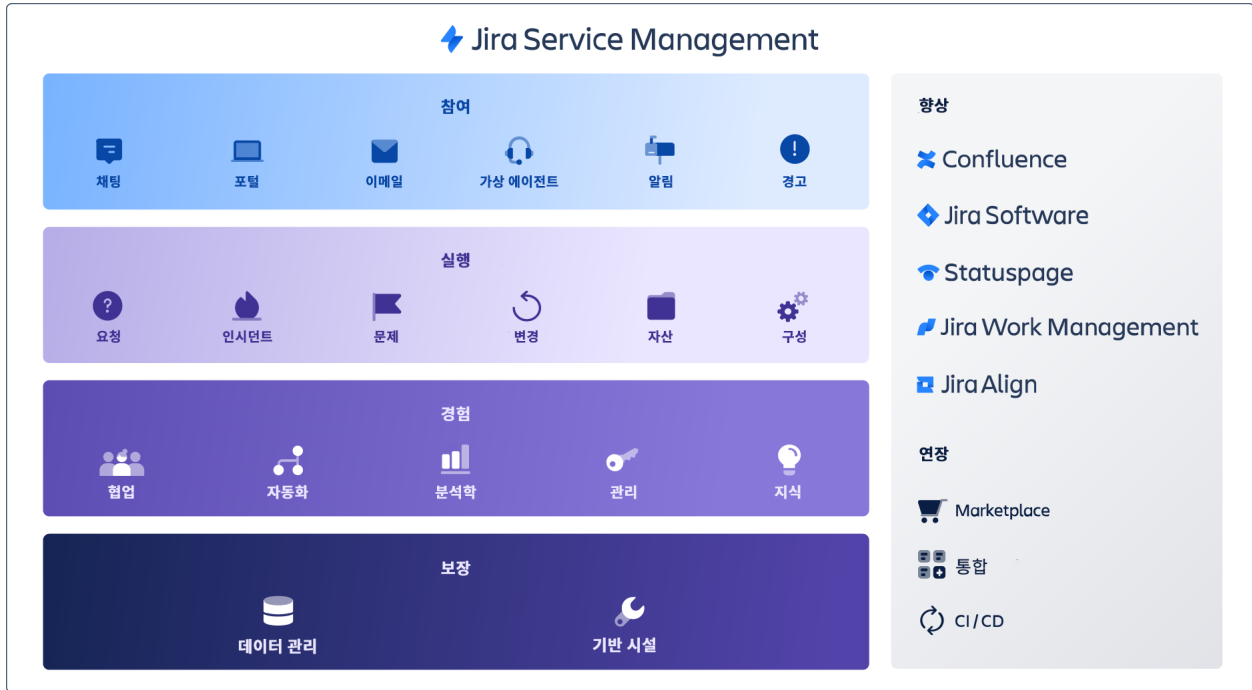 Jira Service Management
참여
채팅
포털
이메일
가상 에이전트
알림
경고
실행
요청
인시던트
문제
변경
자산
구성
경험
협업
자동화
분석학
관리
지식
보장
데이터 관리
기반 시설
향상
Confluence
Jira Software
Statuspage
Jira Work Management
Jira Align
연장
Marketplace
통합
CI/CD